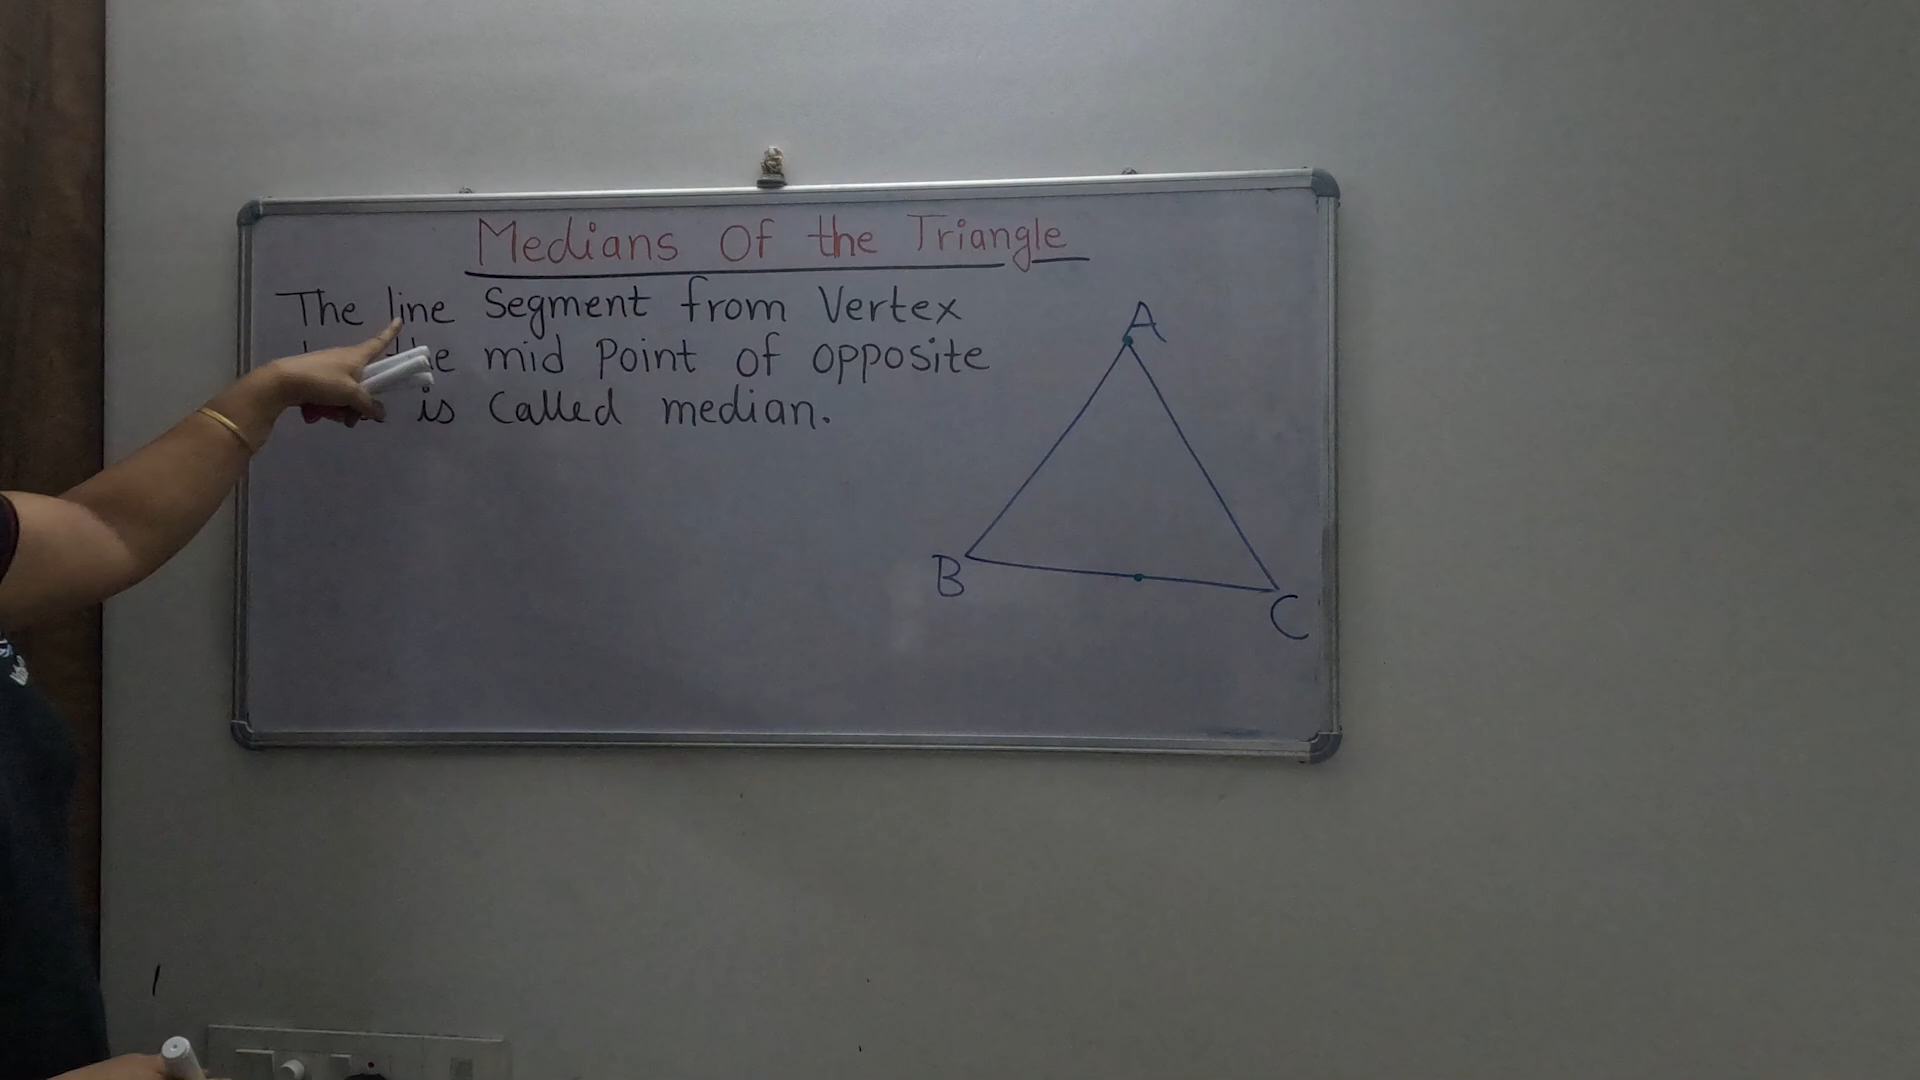 Medians Of the Triangle
The line Segment from Vertex
mid Point of opposite
is Called median.
A
B
C